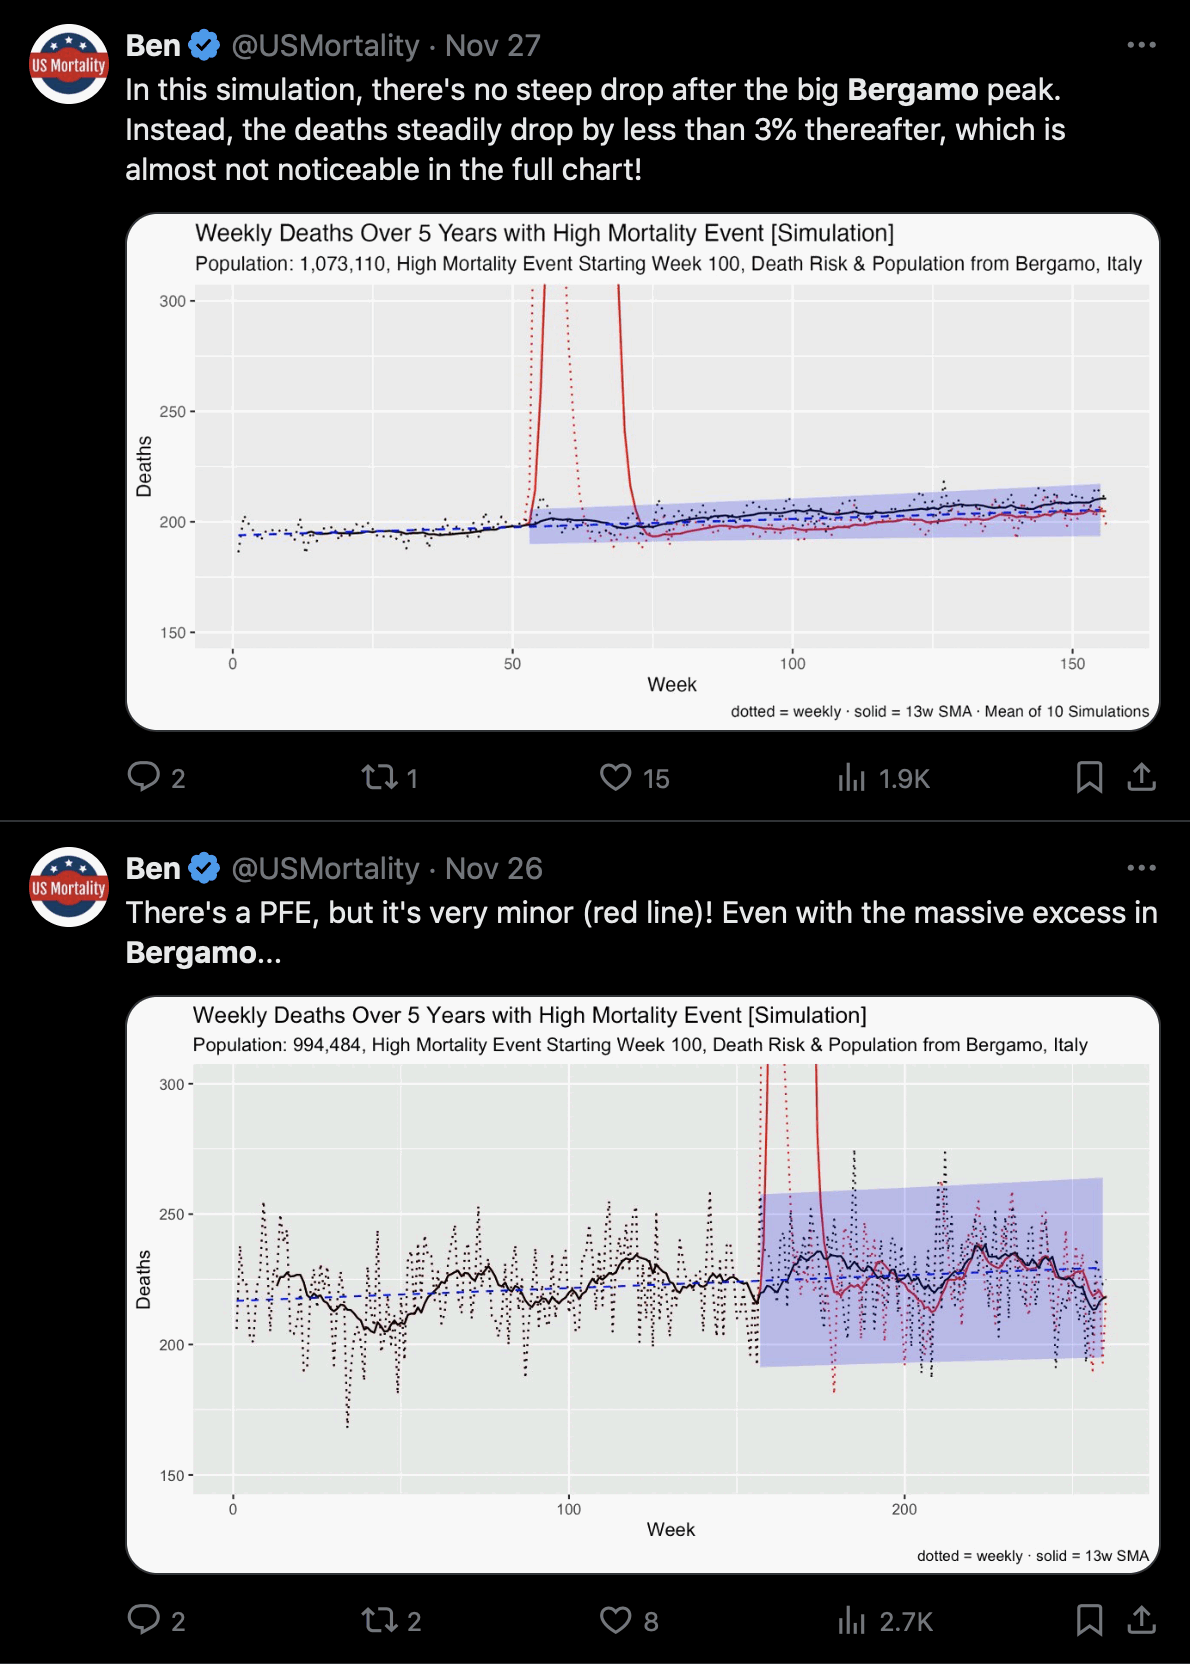 Ben @USMortality · Nov 27
US Mortality
In this simulation, there's no steep drop after the big Bergamo peak.
Instead, the deaths steadily drop by less than 3% thereafter, which is
almost not noticeable in the full chart!
Weekly Deaths Over 5 Years with High Mortality Event [Simulation]
Population: 1,073,110, High Mortality Event Starting Week 100, Death Risk & Population from Bergamo, Italy
300
250
200
150
Deaths
0 50 100 150
Week
dotted = weekly · solid = 13w SMA · Mean of 10 Simulations
2 1 15 1.9K
Ben @USMortality · Nov 26
US Mortality
There's a PFE, but it's very minor (red line)! Even with the massive excess in
Bergamo...
Weekly Deaths Over 5 Years with High Mortality Event [Simulation]
Population: 994,484, High Mortality Event Starting Week 100, Death Risk & Population from Bergamo, Italy
300
250
200
150
Deaths
0 100 200
Week
dotted = weekly · solid = 13w SMA
2 2 8 2.7K